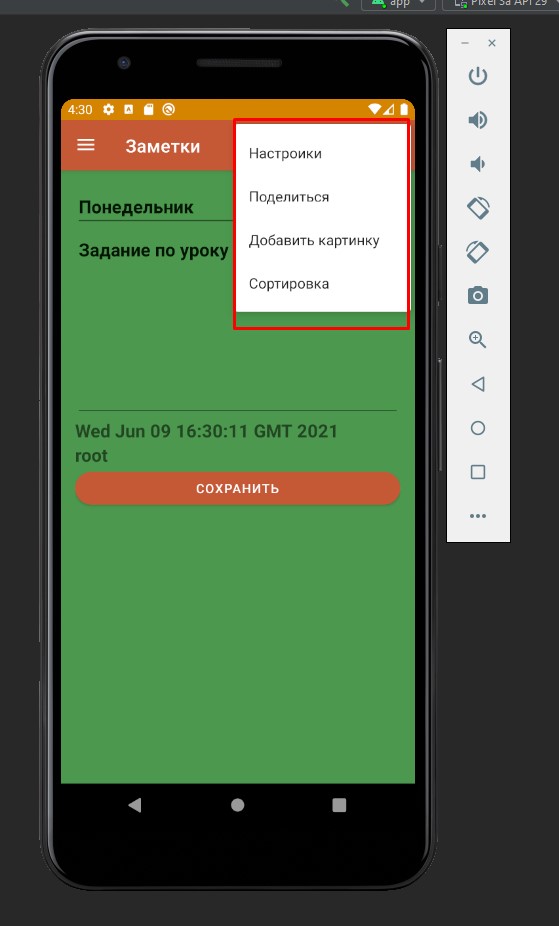 app
Pixel 3a API 29
4:30
Заметки
Настроики
Поделиться
Добавить картинку
Сортировка
Понедельник
Задание по уроку
Wed Jun 09 16:30:11 GMT 2021
root
СОХРАНИТЬ